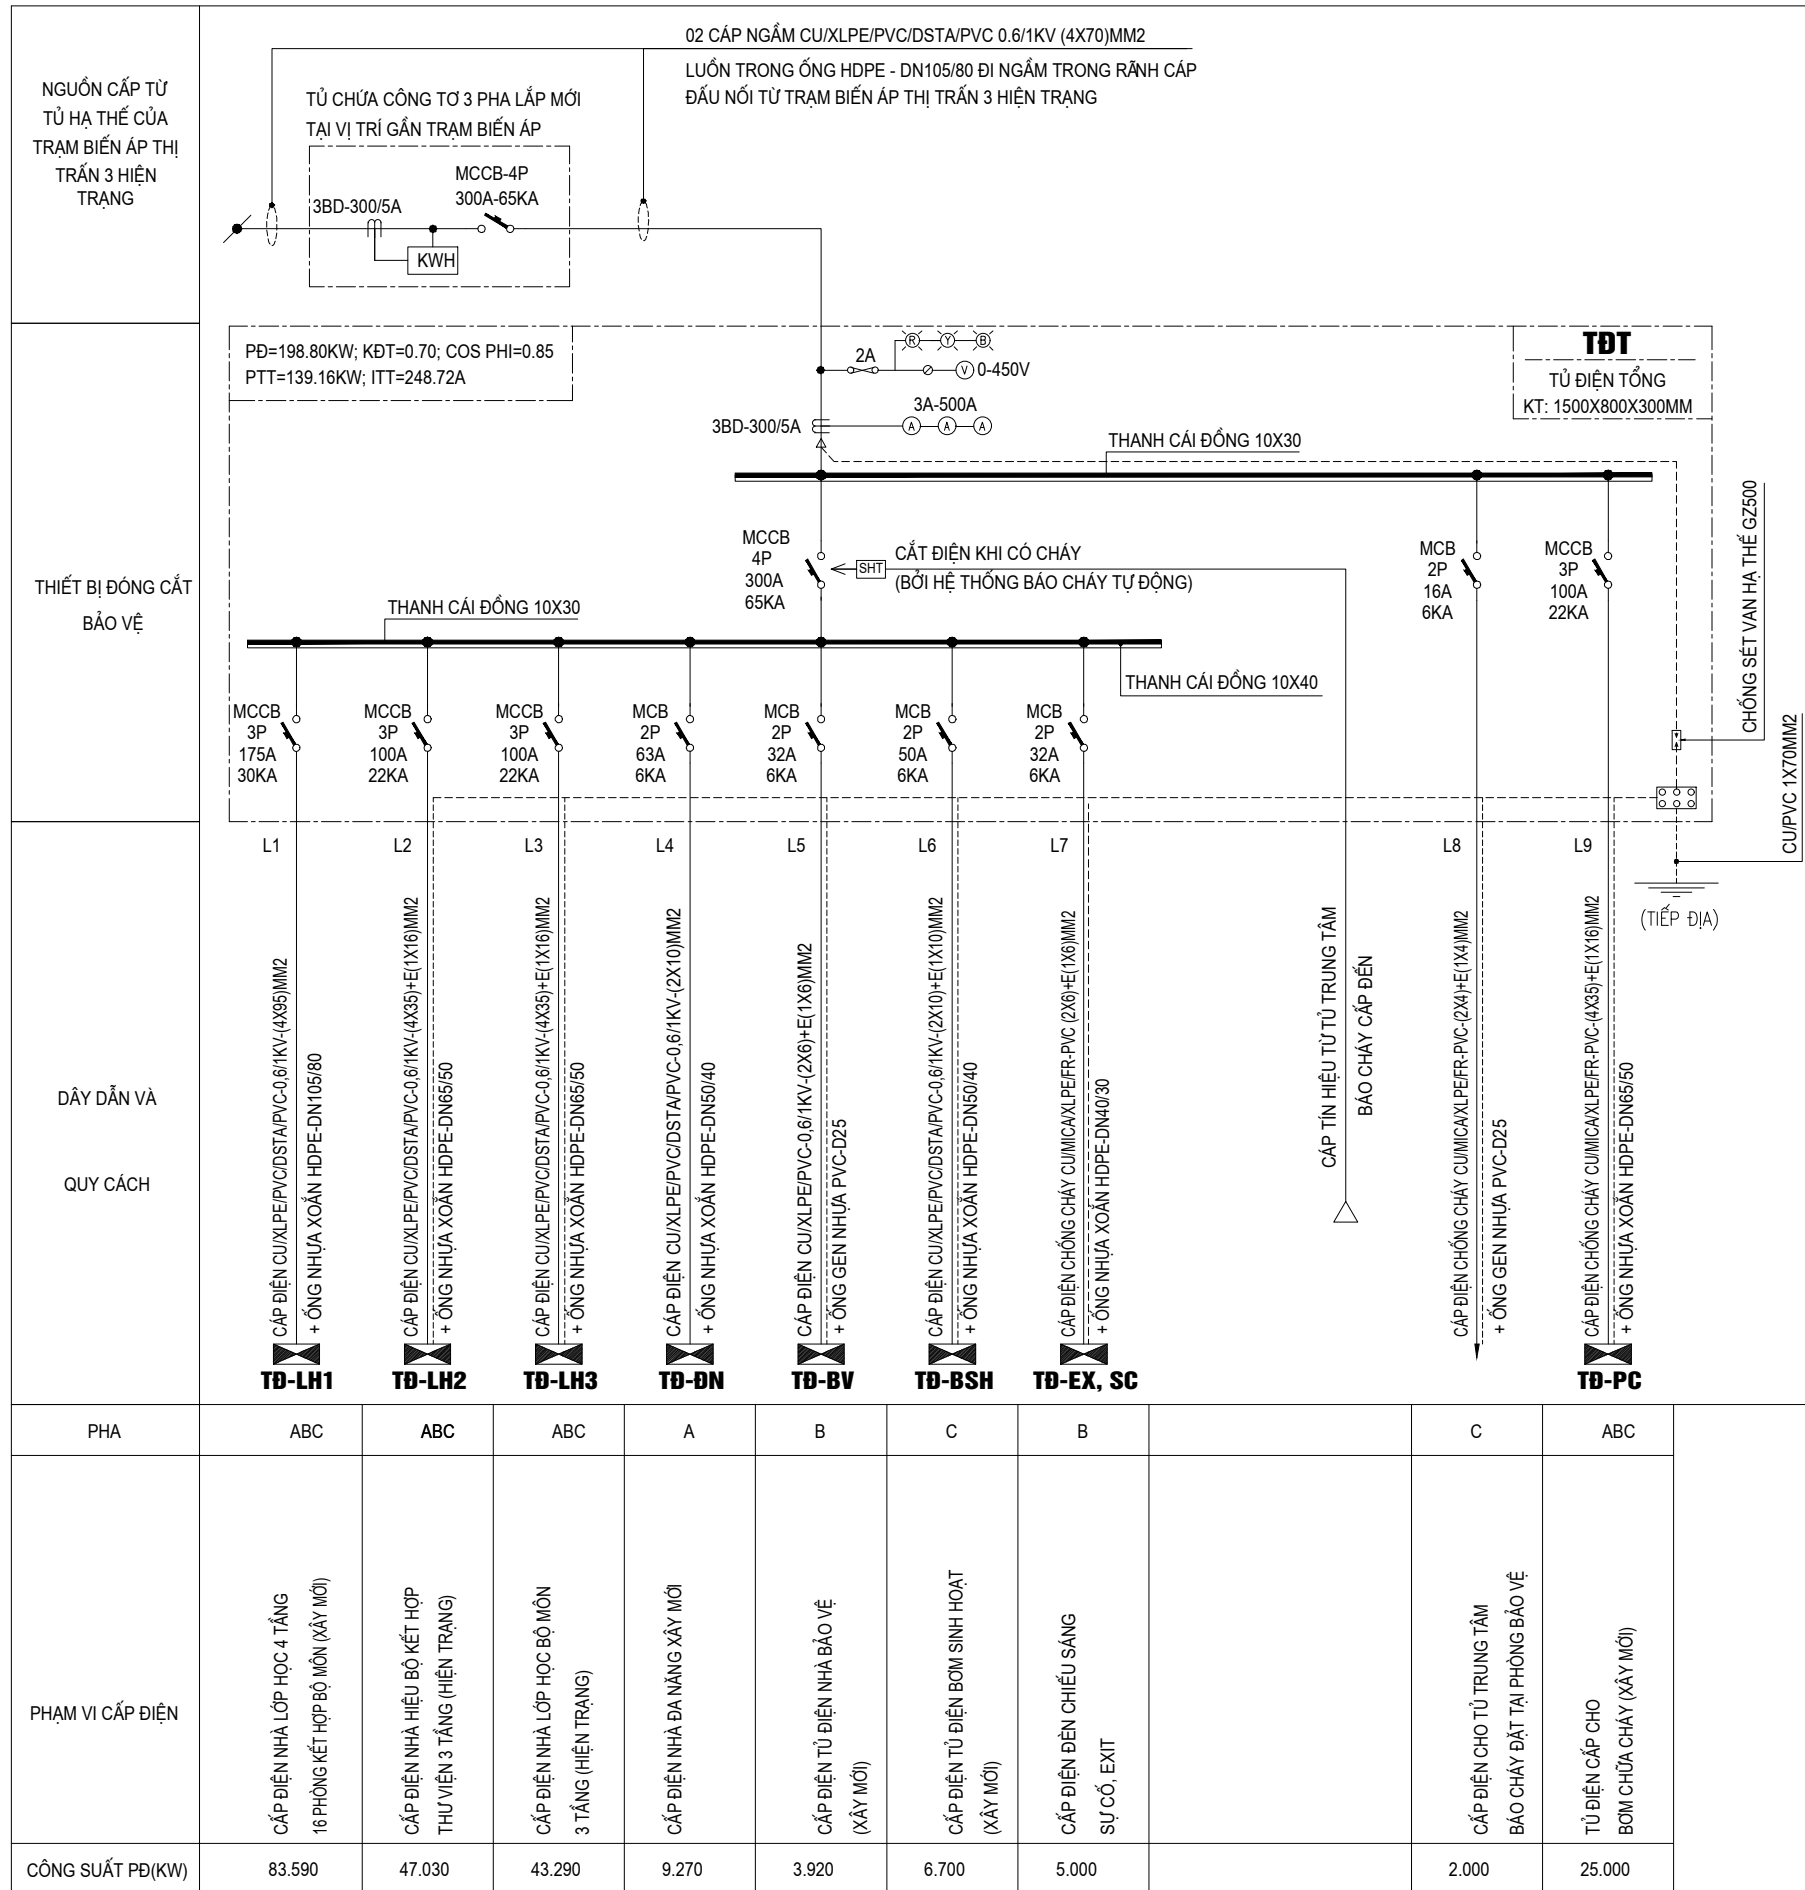 NGUỒN CẤP TỪ
TỦ HẠ THẾ CỦA
TRẠM BIẾN ÁP THỊ
TRẤN 3 HIỆN
TRẠNG
02 CÁP NGẦM CU/XLPE/PVC/DSTA/PVC 0.6/1KV (4X70)MM2
LUỒN TRONG ỐNG HDPE - DN105/80 ĐI NGẦM TRONG RÃNH CÁP
ĐẤU NỐI TỪ TRẠM BIẾN ÁP THỊ TRẤN 3 HIỆN TRẠNG
TỦ CHỨA CÔNG TƠ 3 PHA LẮP MỚI
TẠI VỊ TRÍ GẦN TRẠM BIẾN ÁP
MCCB-4P
300A-65KA
3BD-300/5A
KWH
THIẾT BỊ ĐÓNG CẮT
BẢO VỆ
PĐ=198.80KW; KĐT=0.70; COS PHI=0.85
PTT=139.16KW; ITT=248.72A
R Y B
2A
V 0-450V
3A-500A
3BD-300/5A
A A A
TĐT
TỦ ĐIỆN TỔNG
KT: 1500X800X300MM
THANH CÁI ĐỒNG 10X30
MCCB
4P
300A
65KA
SHT
CẮT ĐIỆN KHI CÓ CHÁY
(BỞI HỆ THỐNG BÁO CHÁY TỰ ĐỘNG)
MCB
2P
16A
6KA
MCCB
3P
100A
22KA
CHỐNG SÉT VAN HẠ THẾ GZ500
CU/PVC 1X70MM2
THANH CÁI ĐỒNG 10X30
THANH CÁI ĐỒNG 10X40
MCCB
3P
175A
30KA
MCCB
3P
100A
22KA
MCCB
3P
100A
22KA
MCB
2P
63A
6KA
MCB
2P
32A
6KA
MCB
2P
50A
6KA
MCB
2P
32A
6KA
L1
L2
L3
L4
L5
L6
L7
L8
L9
(TIẾP ĐỊA)
DÂY DẪN VÀ
QUY CÁCH
CÁP ĐIỆN CU/XLPE/PVC/DSTA/PVC-0,6/1KV-(4X95)MM2
+ ỐNG NHỰA XOẮN HDPE-DN105/80
CÁP ĐIỆN CU/XLPE/PVC/DSTA/PVC-0,6/1KV-(4X35)+E(1X16)MM2
+ ỐNG NHỰA XOẮN HDPE-DN65/50
CÁP ĐIỆN CU/XLPE/PVC/DSTA/PVC-0,6/1KV-(4X35)+E(1X16)MM2
+ ỐNG NHỰA XOẮN HDPE-DN65/50
CÁP ĐIỆN CU/XLPE/PVC/DSTA/PVC-0,6/1KV-(2X10)MM2
+ ỐNG NHỰA XOẮN HDPE-DN50/40
CÁP ĐIỆN CU/XLPE/PVC-0,6/1KV-(2X6)+E(1X6)MM2
+ ỐNG GEN NHỰA PVC-D25
CÁP ĐIỆN CU/XLPE/PVC/DSTA/PVC-0,6/1KV-(2X10)+E(1X10)MM2
+ ỐNG NHỰA XOẮN HDPE-DN50/40
CÁP ĐIỆN CHỐNG CHÁY CU/MICA/XLPE/FR-PVC (2X6)+E(1X6)MM2
+ ỐNG NHỰA XOẮN HDPE-DN40/30
CÁP TÍN HIỆU TỪ TỦ TRUNG TÂM
BÁO CHÁY CẤP ĐẾN
CÁP ĐIỆN CHỐNG CHÁY CU/MICA/XLPE/FR-PVC-(2X4)+E(1X4)MM2
+ ỐNG GEN NHỰA PVC-D25
CÁP ĐIỆN CHỐNG CHÁY CU/MICA/XLPE/FR-PVC-(4X35)+E(1X16)MM2
+ ỐNG NHỰA XOẮN HDPE-DN65/50
TĐ-LH1
TĐ-LH2
TĐ-LH3
TĐ-ĐN
TĐ-BV
TĐ-BSH
TĐ-EX, SC
TĐ-PC
PHA
ABC
ABC
ABC
A
B
C
B
C
ABC
PHẠM VI CẤP ĐIỆN
CẤP ĐIỆN NHÀ LỚP HỌC 4 TẦNG
16 PHÒNG KẾT HỢP BỘ MÔN (XÂY MỚI)
CẤP ĐIỆN NHÀ HIỆU BỘ KẾT HỢP
THƯ VIỆN 3 TẦNG (HIỆN TRẠNG)
CẤP ĐIỆN NHÀ LỚP HỌC BỘ MÔN
3 TẦNG (HIỆN TRẠNG)
CẤP ĐIỆN NHÀ ĐA NĂNG XÂY MỚI
CẤP ĐIỆN TỦ ĐIỆN NHÀ BẢO VỆ
(XÂY MỚI)
CẤP ĐIỆN TỦ ĐIỆN BƠM SINH HOẠT
(XÂY MỚI)
CẤP ĐIỆN ĐÈN CHIẾU SÁNG
SỰ CỐ, EXIT
CẤP ĐIỆN CHO TỦ TRUNG TÂM
BÁO CHÁY ĐẶT TẠI PHÒNG BẢO VỆ
TỦ ĐIỆN CẤP CHO
BƠM CHỮA CHÁY (XÂY MỚI)
CÔNG SUẤT PĐ(KW)
83.590
47.030
43.290
9.270
3.920
6.700
5.000
2.000
25.000